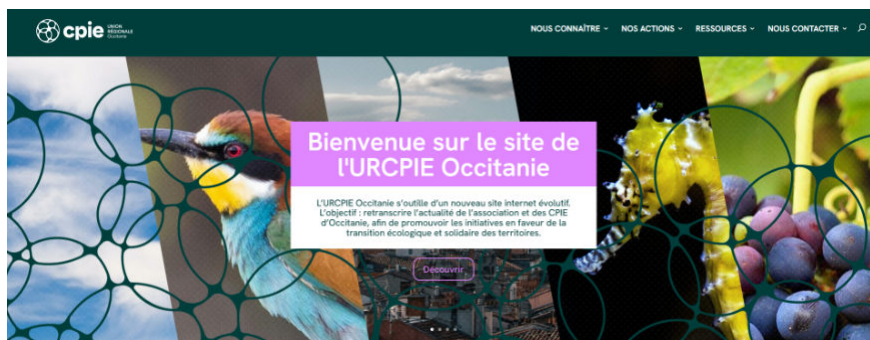 cpie UNION
RÉGIONALE
Occitanie
NOUS CONNAÎTRE
NOS ACTIONS
RESSOURCES
NOUS CONTACTER
Bienvenue sur le site de
l'URCPIE Occitanie
L'URCPIE Occitanie s'outille d'un nouveau site internet évolutif.
L'objectif : retranscrire l'actualité de l'association et des CPIE
d'Occitanie, afin de promouvoir les initiatives en faveur de la
transition écologique et solidaire des territoires.
Découvrir